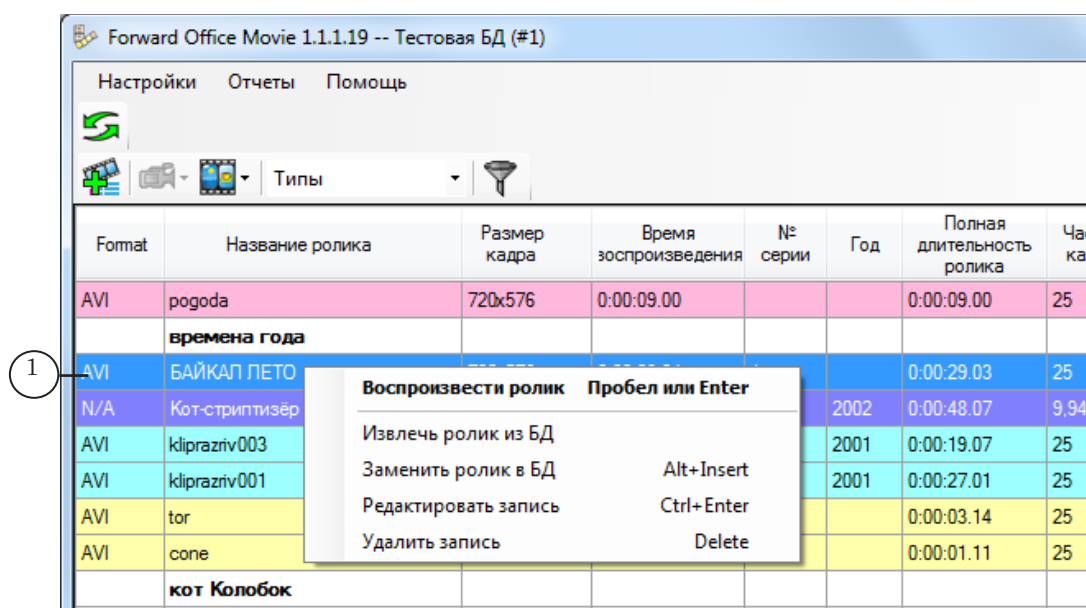 Forward Office Movie 1.1.1.19 -- Тестовая БД (#1)
Настройки Отчеты Помощь
Типы
Format Название ролика Размер кадра Время воспроизведения № серии Год Полная длительность ролика
AVI pogoda 720x576 0:00:09.00 0:00:09.00 25
времена года
1
AVI БАЙКАЛ ЛЕТО 0:00:29.03 25
N/A Кот-стриптизёр 2002 0:00:48.07 9,94
AVI kliprazriv003 2001 0:00:19.07 25
AVI kliprazriv001 2001 0:00:27.01 25
AVI tor 0:00:03.14 25
AVI cone 0:00:01.11 25
кот Колобок
Воспроизвести ролик Пробел или Enter
Извлечь ролик из БД
Заменить ролик в БД Alt+Insert
Редактировать запись Ctrl+Enter
Удалить запись Delete